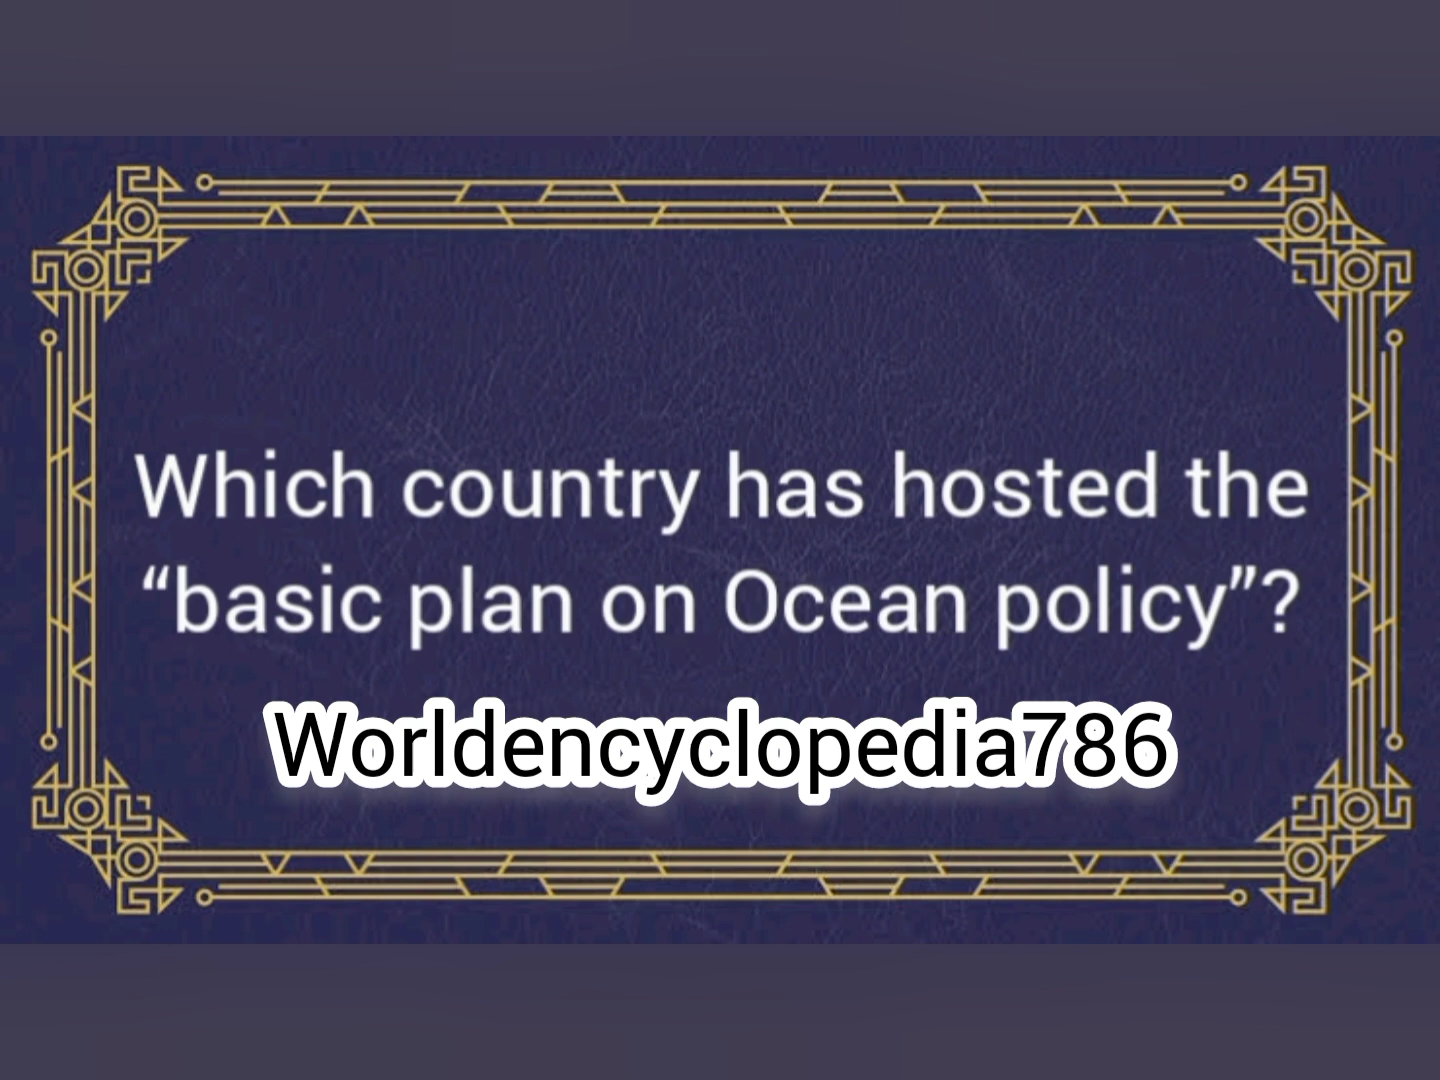 Which country has hosted the
“basic plan on Ocean policy”?
Worldencyclopedia786